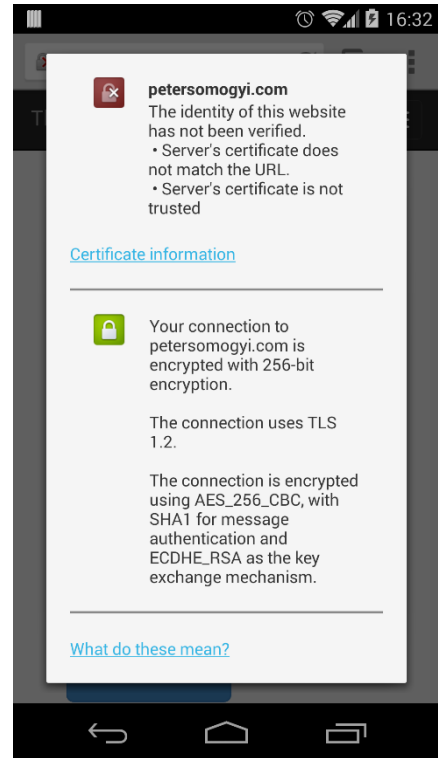 16:32
petersomogyi.com
The identity of this website
has not been verified.
• Server's certificate does
not match the URL.
• Server's certificate is not
trusted
Certificate information
Your connection to
petersomogyi.com is
encrypted with 256-bit
encryption.
The connection uses TLS
1.2.
The connection is encrypted
using AES_256_CBC, with
SHA1 for message
authentication and
ECDHE_RSA as the key
exchange mechanism.
What do these mean?